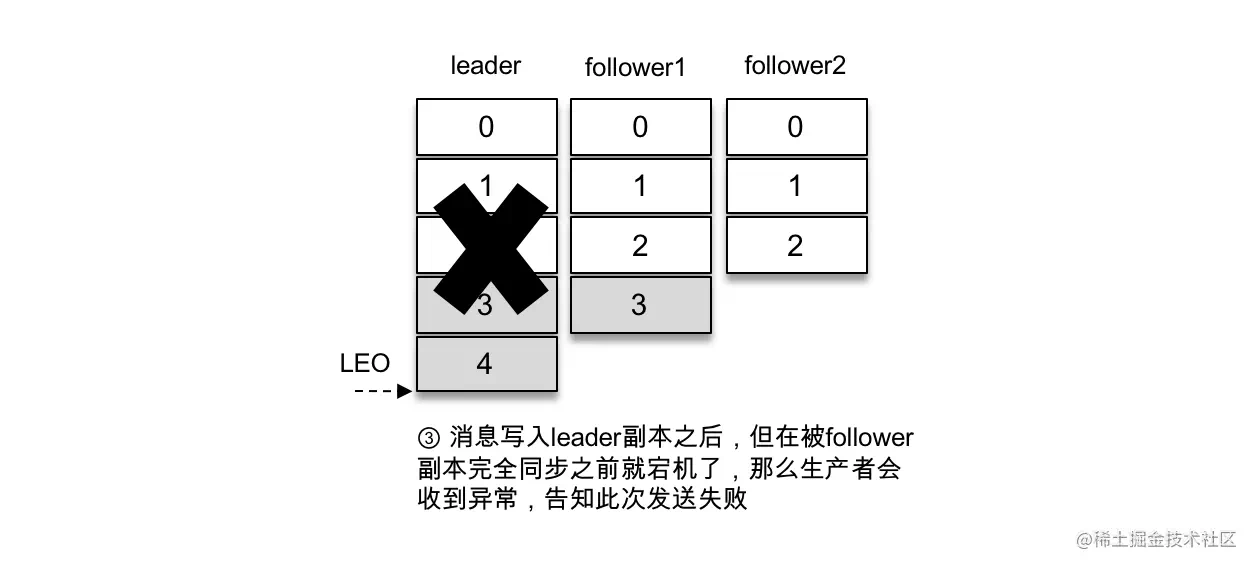 leader follower1 follower2
0 0 0
1 1 1
2 2
3 3
LEO 4
③ 消息写入leader副本之后，但在被follower
副本完全同步之前就宕机了，那么生产者会
收到异常，告知此次发送失败
@稀土掘金技术社区